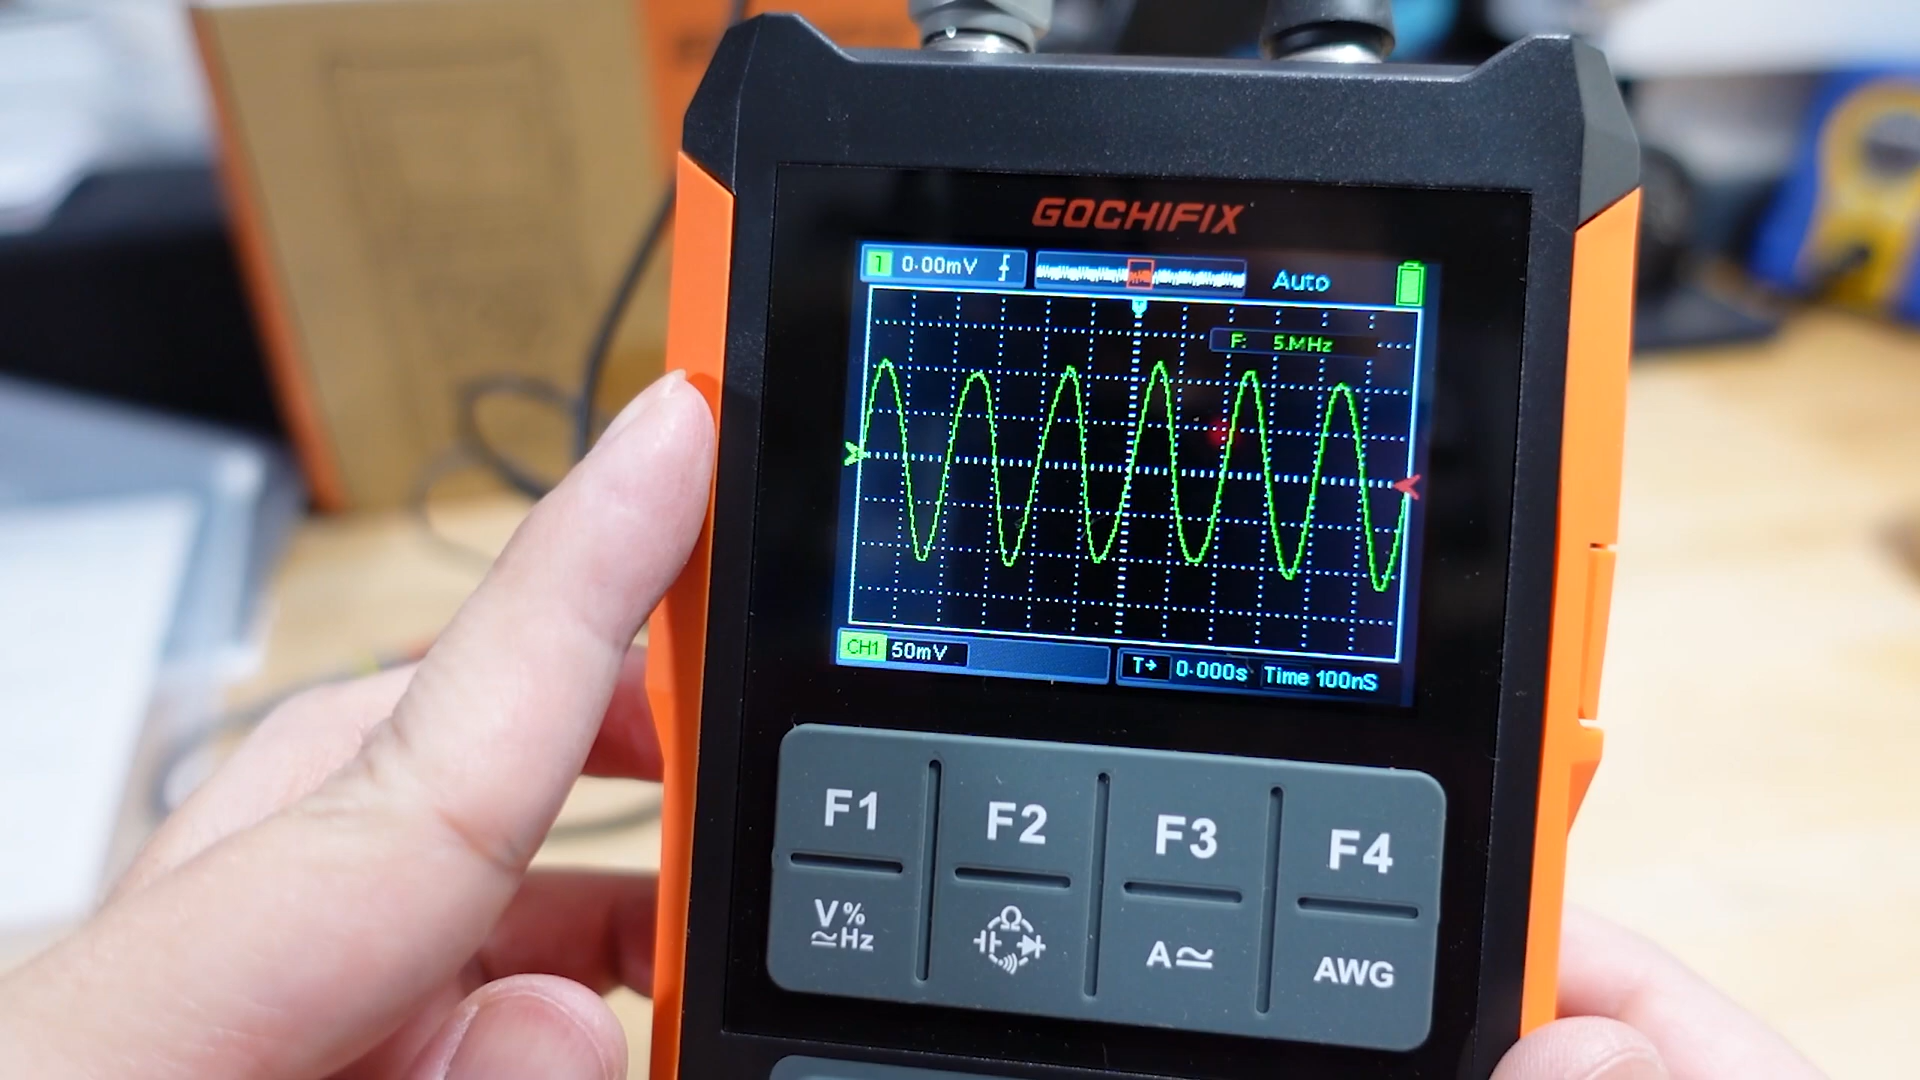 GOCHIFIX
1 0.00mV Auto
F: 5.MHz
CH1 50mV T→ 0.000s Time 100nS
F1 F2 F3 F4
V% Hz Ω A≃ AWG